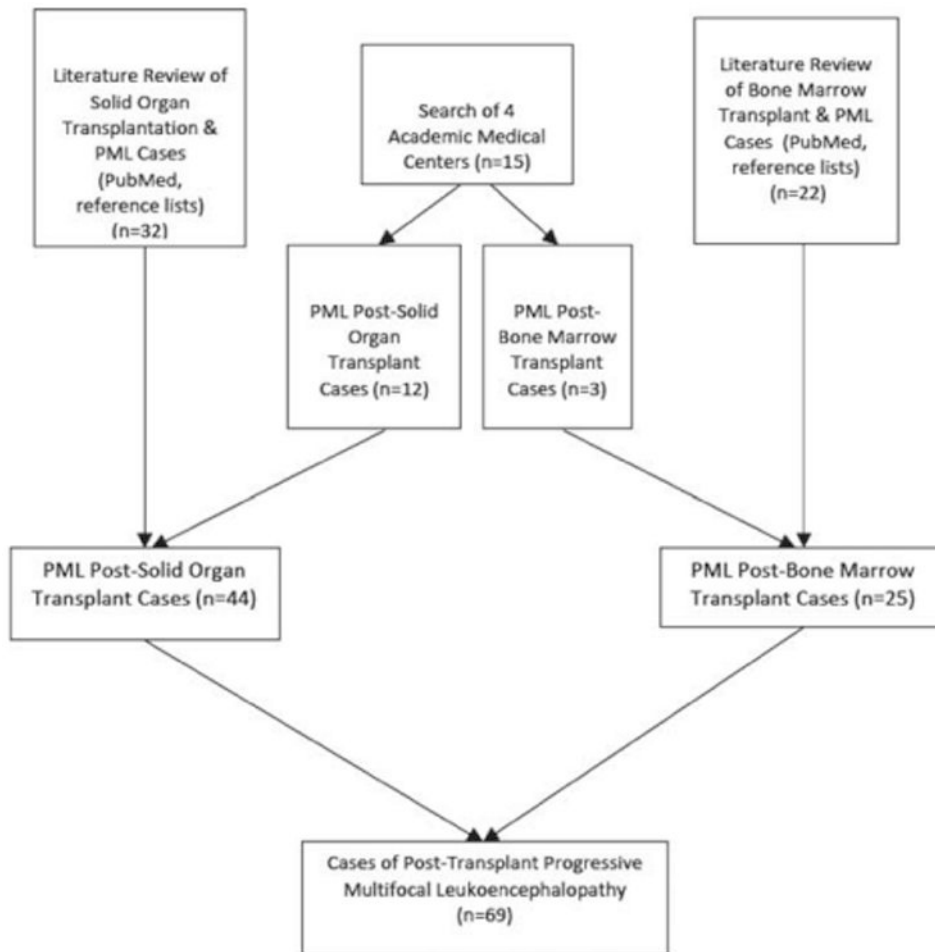 Literature Review of
Solid Organ
Transplantation &
PML Cases
(PubMed,
reference lists)
(n=32)
Search of 4
Academic Medical
Centers (n=15)
Literature Review
of Bone Marrow
Transplant & PML
Cases (PubMed,
reference lists)
(n=22)
PML Post-Solid
Organ
Transplant
Cases (n=12)
PML Post-
Bone Marrow
Transplant
Cases (n=3)
PML Post-Solid Organ
Transplant Cases (n=44)
PML Post-Bone Marrow
Transplant Cases (n=25)
Cases of Post-Transplant Progressive
Multifocal Leukoencephalopathy
(n=69)